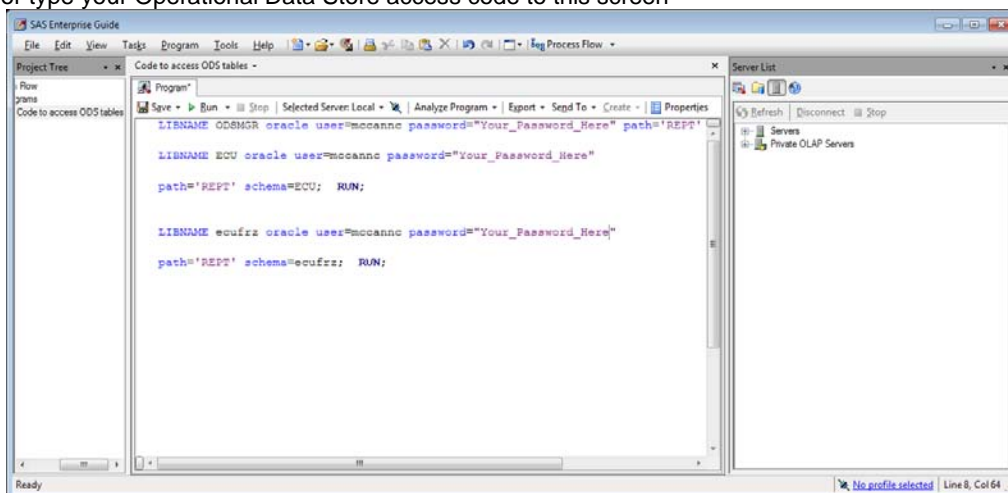 or type your Operational Data Store access code to this screen
SAS Enterprise Guide
File Edit View Tasks Program Tools Help Process Flow
Project Tree
Code to access ODS tables
Server List
Flow
grams
Code to access ODS tables
Program*
Save Run Stop Selected Server: Local Analyze Program Export Send To Create Properties
Refresh Disconnect Stop
Servers
Private OLAP Servers
LIBNAME ODSMGR oracle user=mccannc password="Your_Password_Here" path='REPT'
LIBNAME ECU oracle user=mccannc password="Your_Password_Here"
path='REPT' schema=ECU; RUN;
LIBNAME ecufrz oracle user=mccannc password="Your_Password_Here"
path='REPT' schema=ecufrz; RUN;
Ready
No profile selected Line 8, Col 64